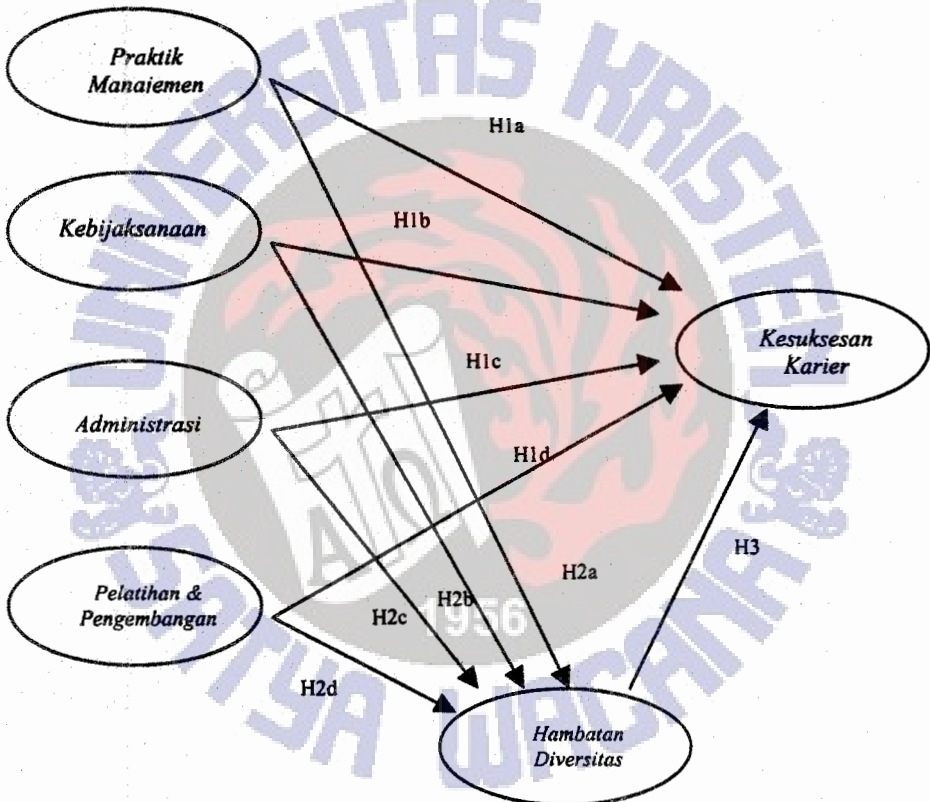 UNIVERSITAS KRISTEN
SATYA WACANA
1956
Praktik
Manajemen
H1a
Kebijaksanaan
H1b
Kesuksesan
Karier
H1c
Administrasi
H1d
H3
H2a
Pelatihan &
Pengembangan
H2b
H2c
H2d
Hambatan
Diversitas